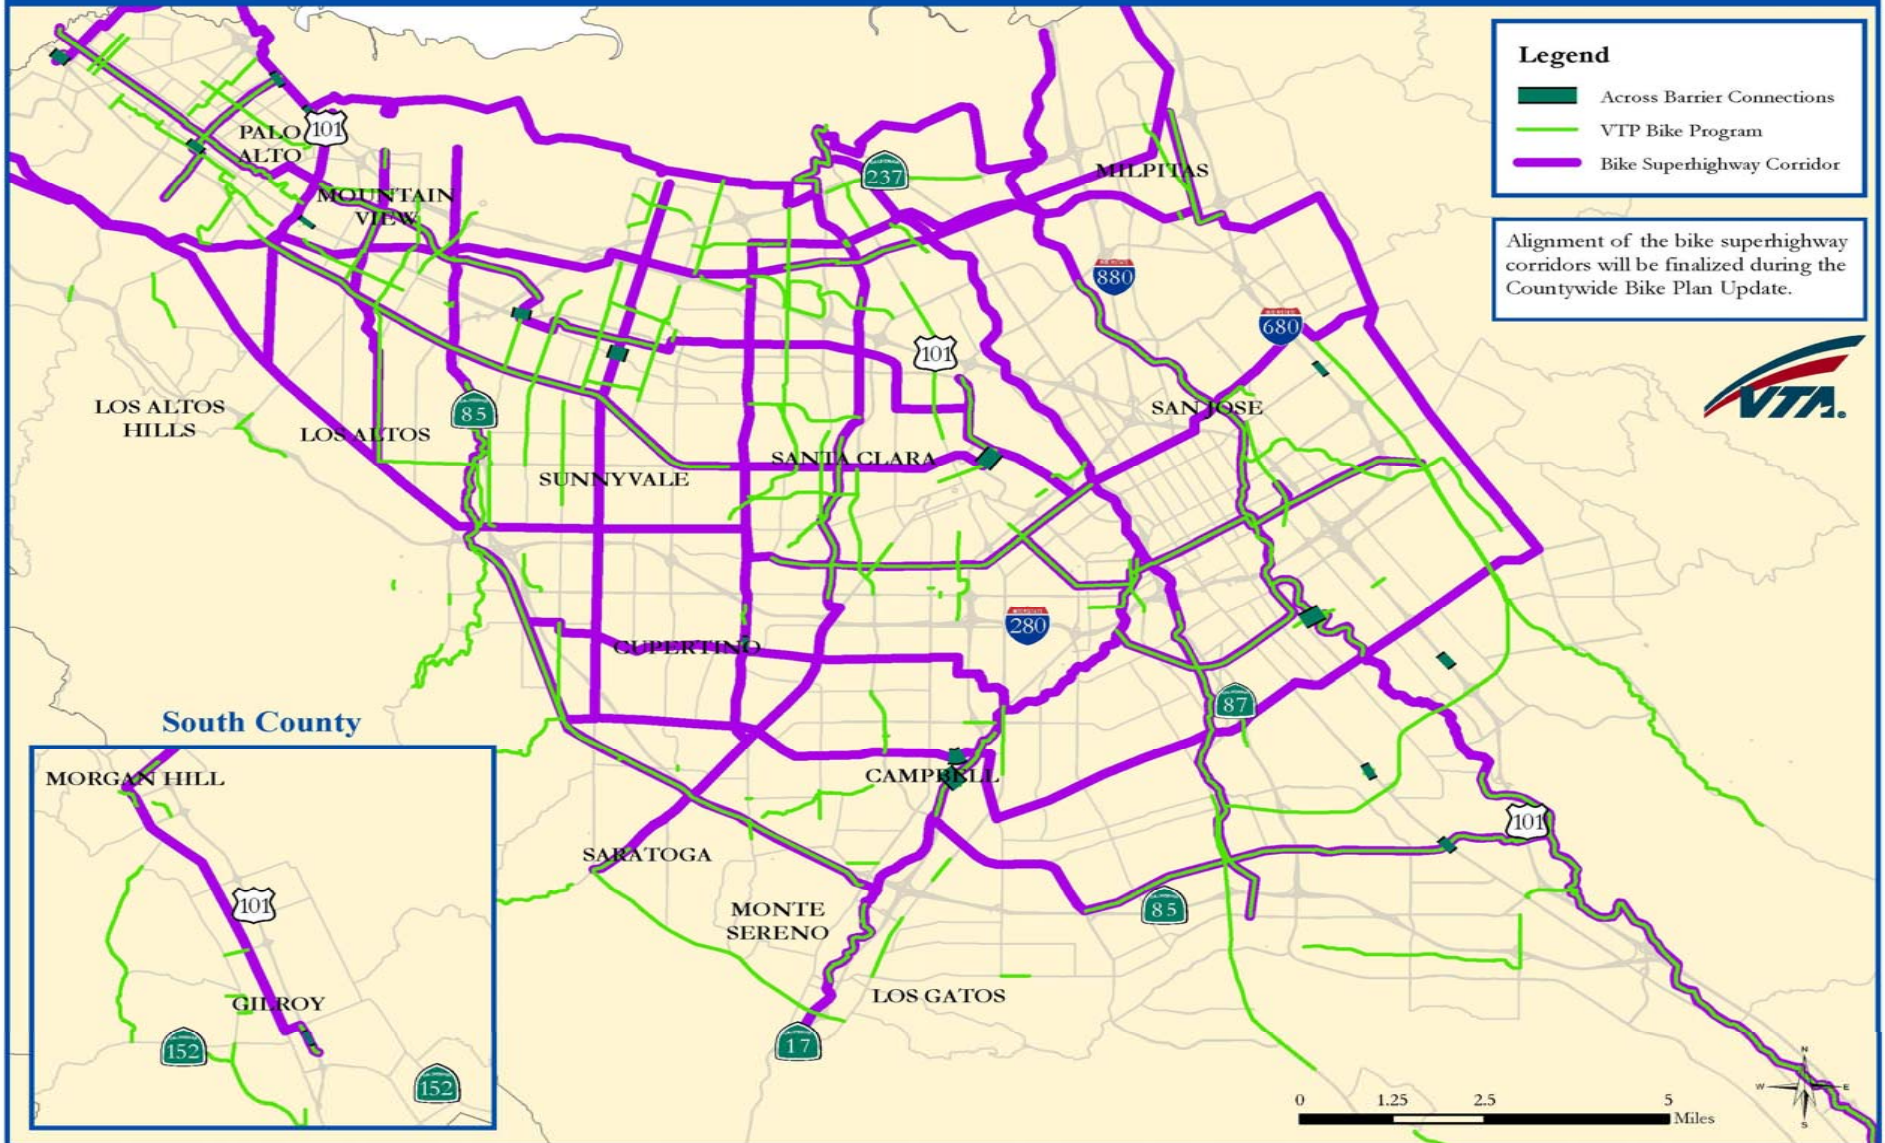 Legend
Across Barrier Connections
VTP Bike Program
Bike Superhighway Corridor
Alignment of the bike superhighway
corridors will be finalized during the
Countywide Bike Plan Update.
VTA
PALO
ALTO
101
MOUNTAIN
VIEW
237
MILPITAS
880
680
101
LOS ALTOS
HILLS
LOS ALTOS
85
SUNNYVALE
SANTA CLARA
SAN JOSE
280
CUPERTINO
87
CAMPBELL
SARATOGA
MONTE
SERENO
85
101
LOS GATOS
17
South County
MORGAN HILL
101
GILROY
152
152
N
W E
S
0 1.25 2.5 5
Miles